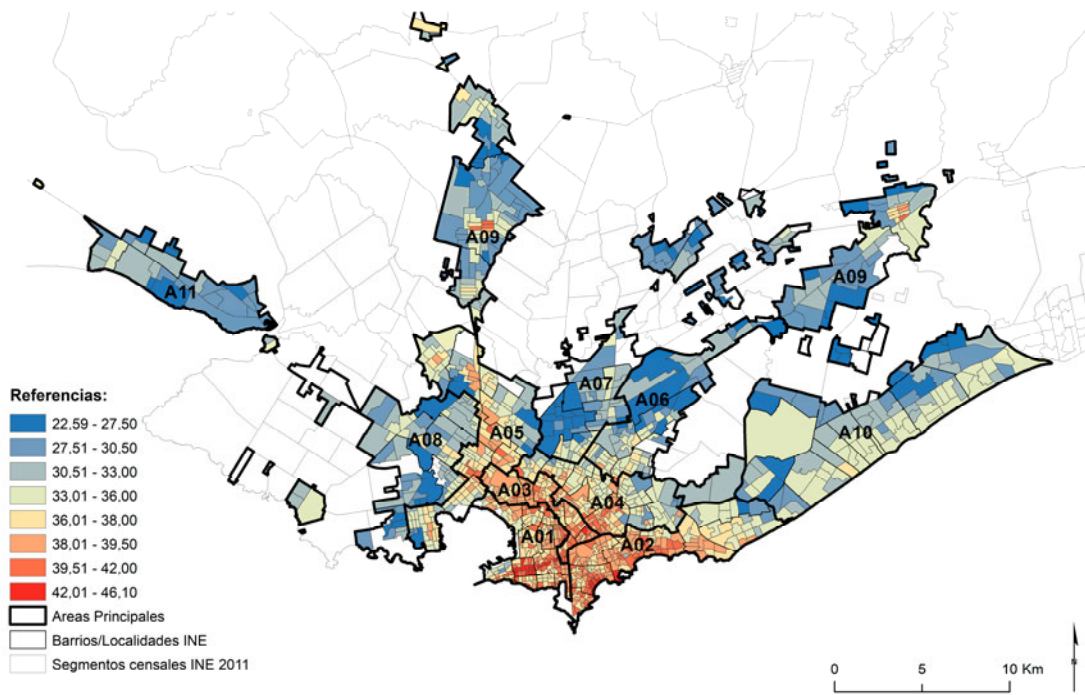 A09
A09
A11
A07
A06
A10
A08
A05
A03
A04
A01
A02
Referencias:
22.59 - 27.50
27.51 - 30.50
30.51 - 33.00
33.01 - 36.00
36,01 - 38.00
38,01 - 39,50
39,51 - 42,00
42,01 - 46,10
Areas Principales
Barrios/Localidades INE
Segmentos censales INE 2011
0 5 10 Km
N